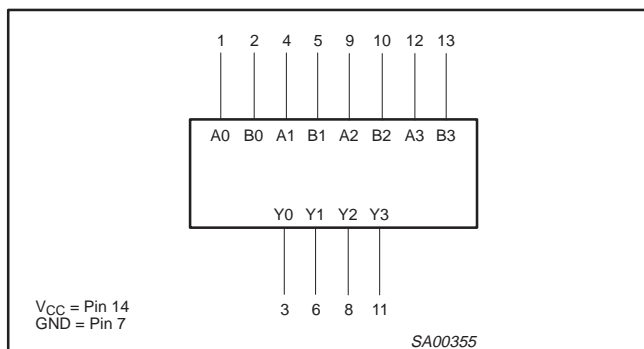 1 2 4 5 9 10 12 13
A0 B0 A1 B1 A2 B2 A3 B3
Y0 Y1 Y2 Y3
3 6 8 11
VCC = Pin 14
GND = Pin 7
SA00355